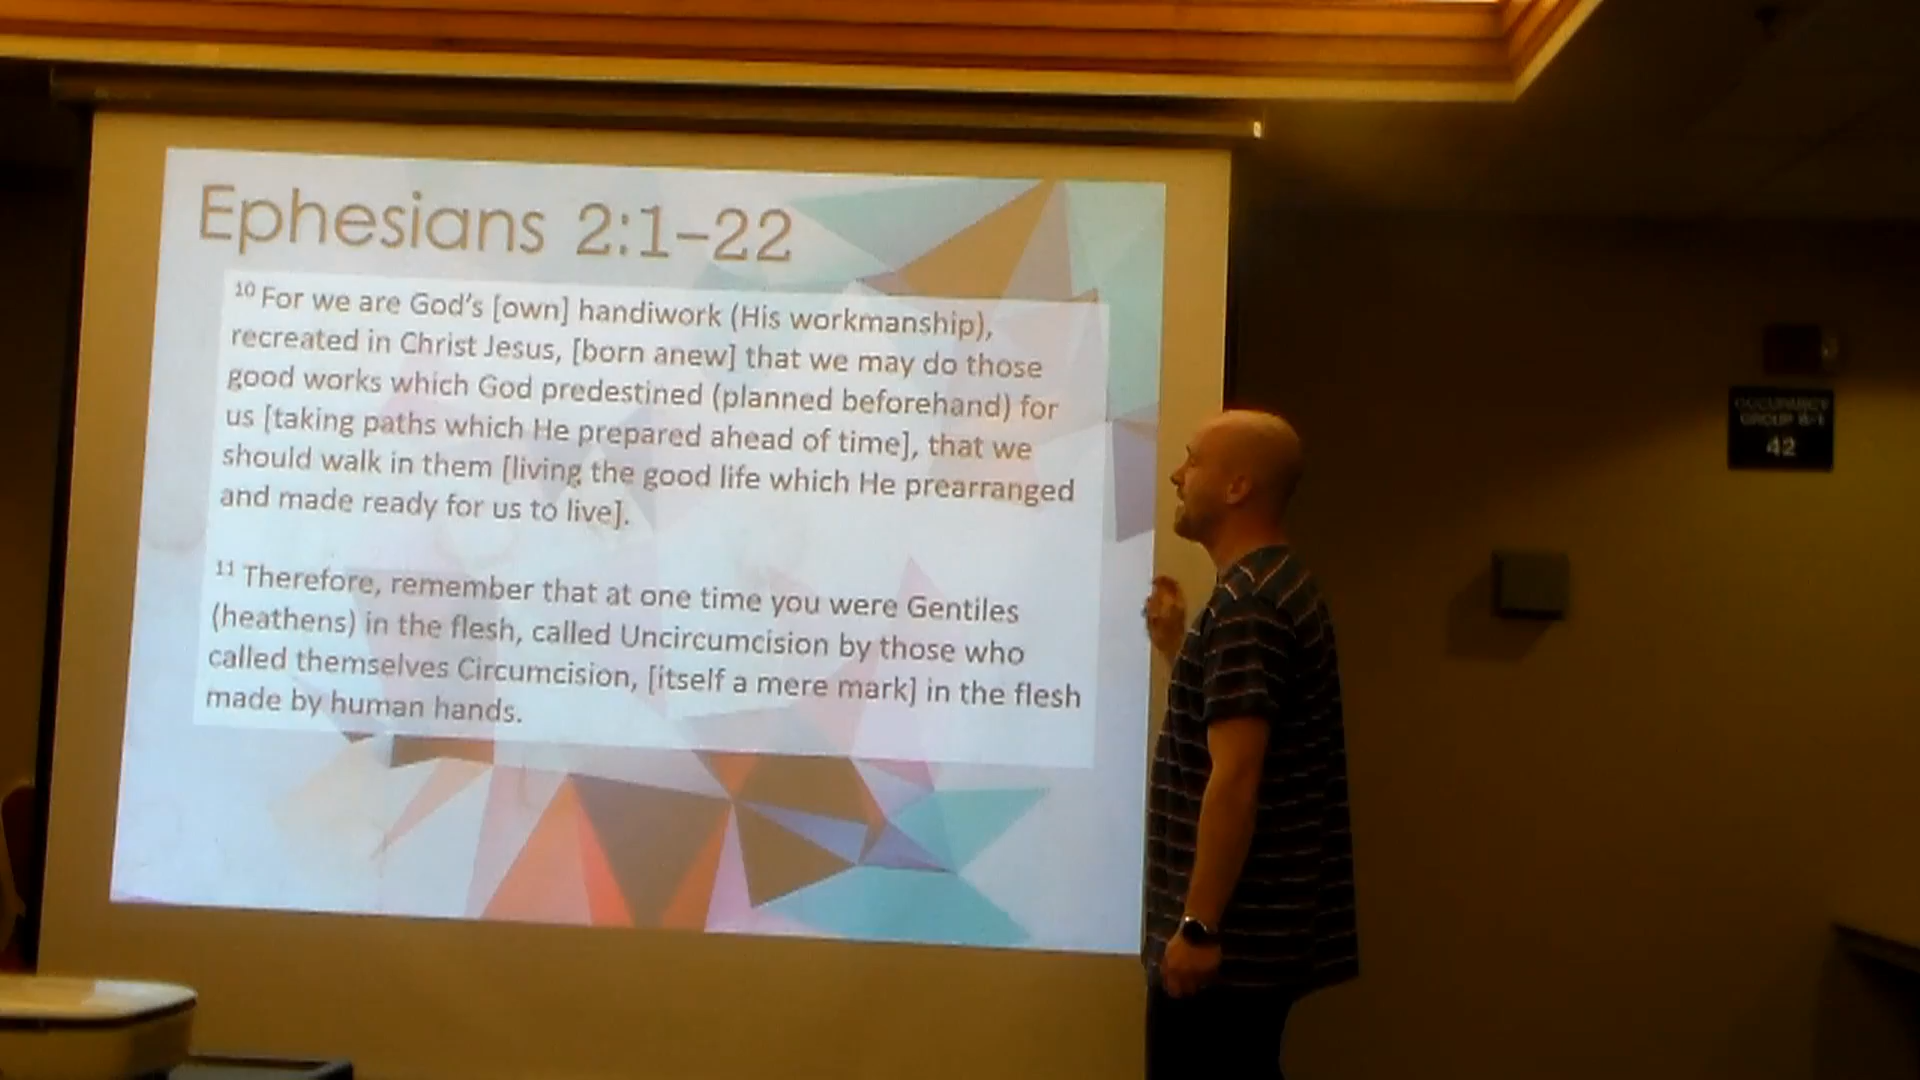 Ephesians 2:1–22
10 For we are God's [own] handiwork (His workmanship),
recreated in Christ Jesus, [born anew] that we may do those
good works which God predestined (planned beforehand) for
us [taking paths which He prepared ahead of time], that we
should walk in them [living the good life which He prearranged
and made ready for us to live].
11 Therefore, remember that at one time you were Gentiles
(heathens) in the flesh, called Uncircumcision by those who
called themselves Circumcision, [itself a mere mark] in the flesh
made by human hands.
OCCUPANCY
GROUP
42